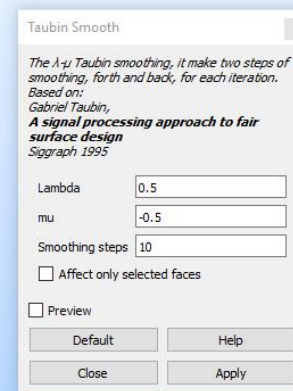 Taubin Smooth
The λ-μ Taubin smoothing, it make two steps of
smoothing, forth and back, for each iteration.
Based on:
Gabriel Taubin,
A signal processing approach to fair
surface design
Siggraph 1995
Lambda 0.5
mu -0.5
Smoothing steps 10
Affect only selected faces
Preview
Default Help
Close Apply